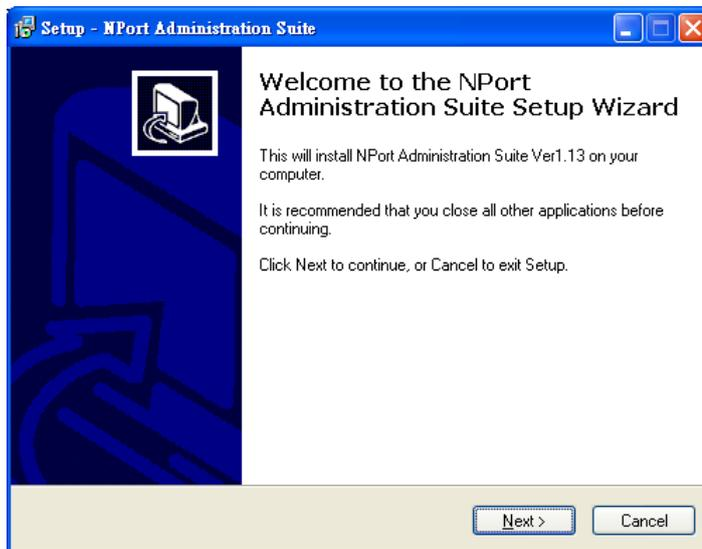 Setup - NPort Administration Suite
Welcome to the NPort
Administration Suite Setup Wizard
This will install NPort Administration Suite Ver1.13 on your
computer.
It is recommended that you close all other applications before
continuing.
Click Next to continue, or Cancel to exit Setup.
Next >
Cancel